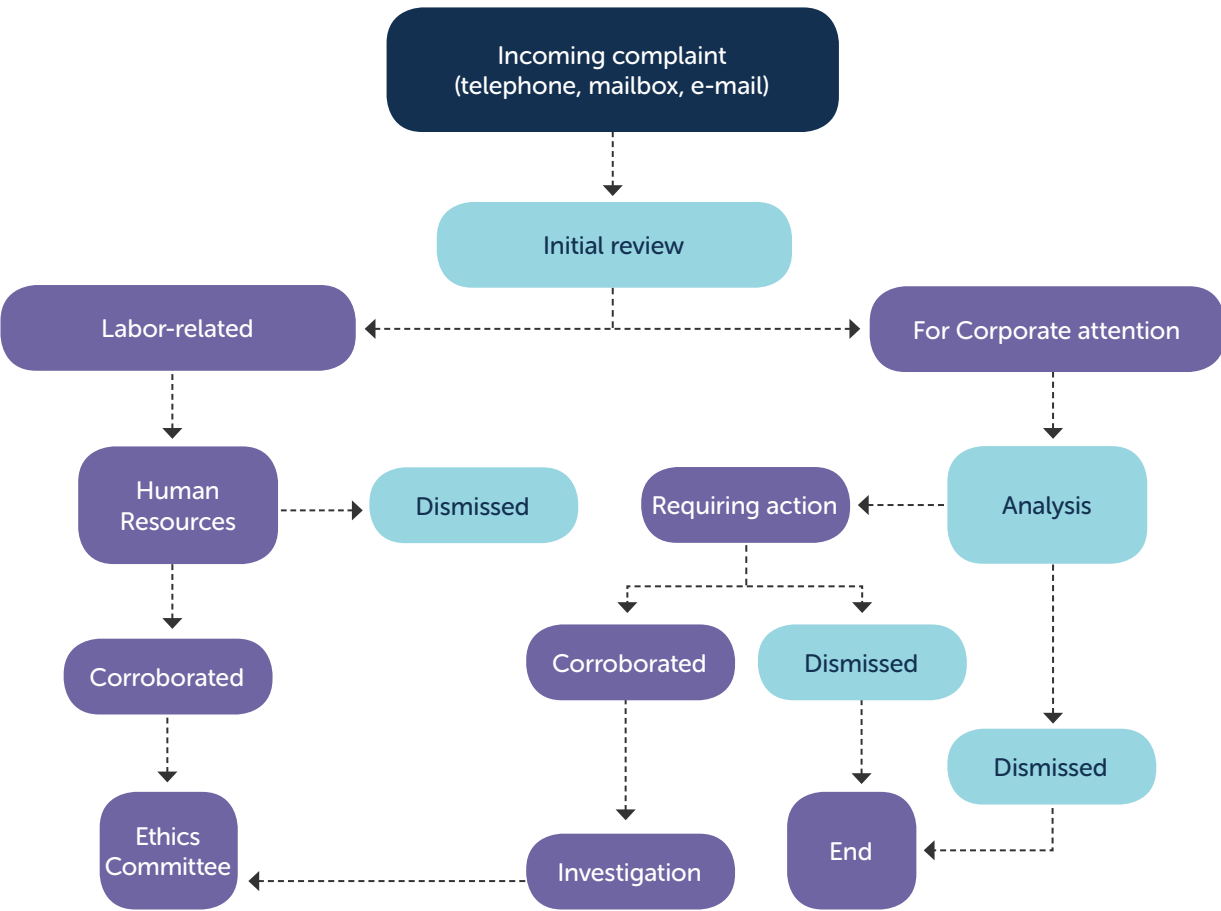 Incoming complaint
(telephone, mailbox, e-mail)
Initial review
Labor-related
For Corporate attention
Human
Resources
Dismissed
Requiring action
Analysis
Corroborated
Corroborated
Dismissed
Dismissed
Ethics
Committee
Investigation
End